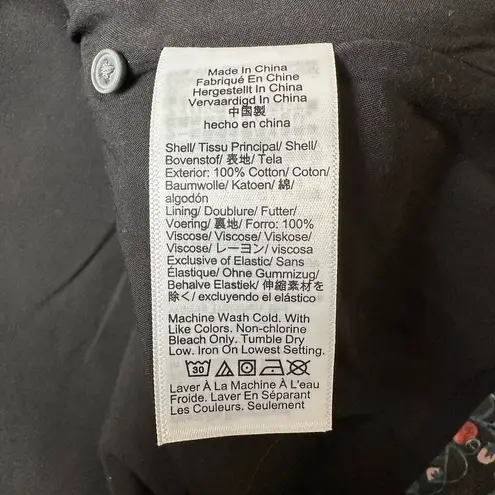 Made In China
Fabriqué En Chine
Hergestellt In China
Vervaardigd In China
中国製
hecho en china
Shell/ Tissu Principal/ Shell/
Bovenstof/ 表地/ Tela
Exterior: 100% Cotton/ Coton/
Baumwolle/ Katoen/ 綿/
algodón
Lining/ Doublure/ Futter/
Voering/ 裏地/ Forro: 100%
Viscose/ Viscose/ Viskose/
Viscose/ レーヨン/ viscosa
Exclusive of Elastic/ Sans
Élastique/ Ohne Gummizug/
Behalve Elastiek/ 伸縮素材を
除く/ excluyendo el elástico
Machine Wash Cold. With
Like Colors. Non-chlorine
Bleach Only. Tumble Dry
Low. Iron On Lowest Setting.
30
Laver À La Machine À L'eau
Froide. Laver En Séparant
Les Couleurs. Seulement